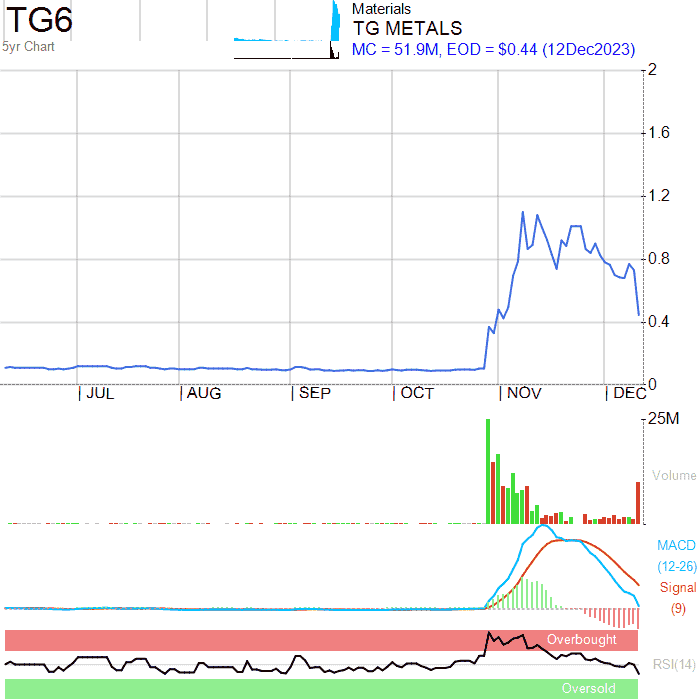 TG6
5yr Chart
Materials
TG METALS
MC = 51.9M, EOD = $0.44 (12Dec2023)
2
1.6
1.2
0.8
0.4
0
JUL AUG SEP OCT NOV DEC
25M
Volume
MACD
(12-26)
Signal
(9)
Overbought
RSI(14)
Oversold